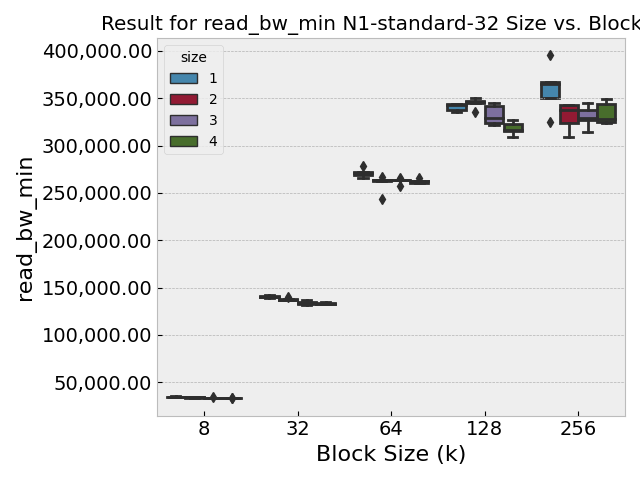 Result for read_bw_min N1-standard-32 Size vs. Block
400,000.00
350,000.00
300,000.00
250,000.00
200,000.00
150,000.00
100,000.00
50,000.00
read_bw_min
size
1
2
3
4
8 32 64 128 256
Block Size (k)